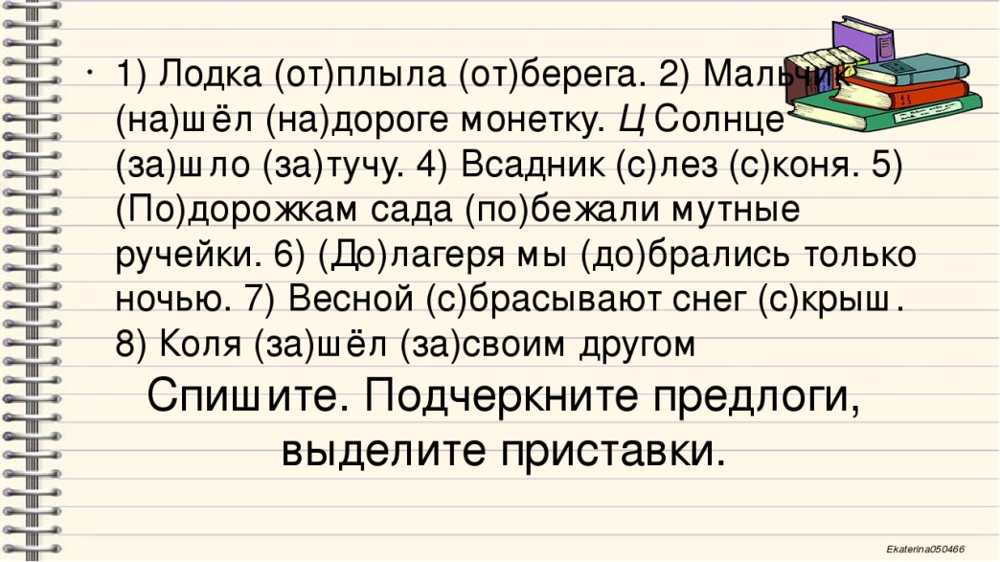 • 1) Лодка (от)плыла (от)берега. 2) Мальчик
(на)шёл (на)дороге монетку. Ц Солнце
(за)шло (за)тучу. 4) Всадник (с)лез (с)коня. 5)
(По)дорожкам сада (по)бежали мутные
ручейки. 6) (До)лагеря мы (до)брались только
ночью. 7) Весной (с)брасывают снег (с)крыш.
8) Коля (за)шёл (за)своим другом
Спишите. Подчеркните предлоги,
выделите приставки.
Ekaterina050466